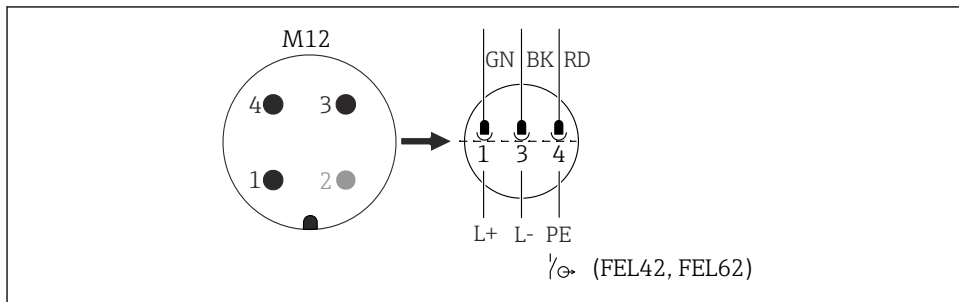 M12
GN BK RD
4 3
1 3 4
1 2
L+ L- PE
(FEL42, FEL62)